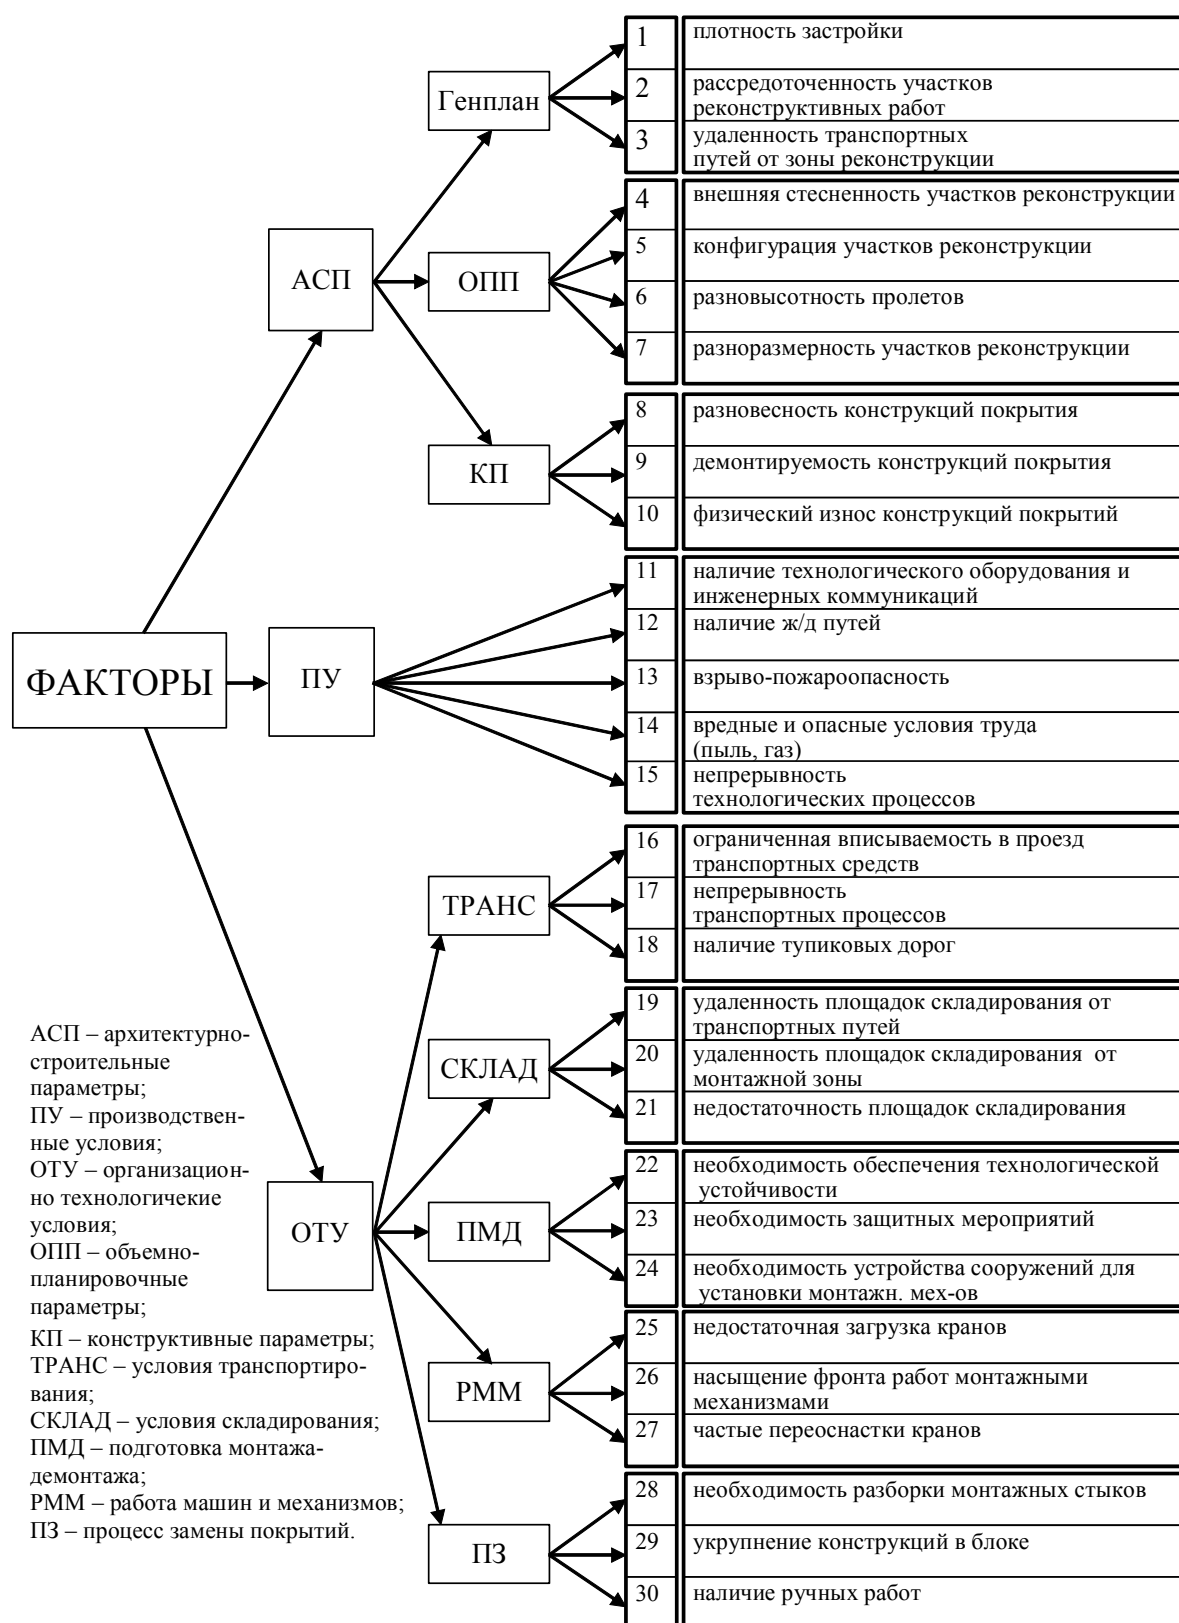 1
плотность застройки
2
рассредоточенность участков
реконструктивных работ
3
удаленность транспортных
путей от зоны реконструкции
Генплан
4
внешняя стесненность участков реконструкции
5
конфигурация участков реконструкции
6
разновысотность пролетов
7
разноразмерность участков реконструкции
АСП
ОПП
8
разновесность конструкций покрытия
9
демонтируемость конструкций покрытия
10
физический износ конструкций покрытий
КП
11
наличие технологического оборудования и
инженерных коммуникаций
12
наличие ж/д путей
13
взрыво-пожароопасность
14
вредные и опасные условия труда
(пыль, газ)
15
непрерывность
технологических процессов
ФАКТОРЫ
ПУ
16
ограниченная вписываемость в проезд
транспортных средств
17
непрерывность
транспортных процессов
18
наличие тупиковых дорог
ТРАНС
19
удаленность площадок складирования от
транспортных путей
20
удаленность площадок складирования от
монтажной зоны
21
недостаточность площадок складирования
СКЛАД
22
необходимость обеспечения технологической
устойчивости
23
необходимость защитных мероприятий
24
необходимость устройства сооружений для
установки монтажн. мех-ов
ОТУ
ПМД
25
недостаточная загрузка кранов
26
насыщение фронта работ монтажными
механизмами
27
частые переоснастки кранов
РММ
28
необходимость разборки монтажных стыков
29
укрупнение конструкций в блоке
30
наличие ручных работ
ПЗ
АСП – архитектурно-
строительные
параметры;
ПУ – производствен-
ные условия;
ОТУ – организацион-
но технологичекие
условия;
ОПП – объемно-
планировочные
параметры;
КП – конструктивные параметры;
ТРАНС – условия транспортиро-
вания;
СКЛАД – условия складирования;
ПМД – подготовка монтажа-
демонтажа;
РММ – работа машин и механизмов;
ПЗ – процесс замены покрытий.